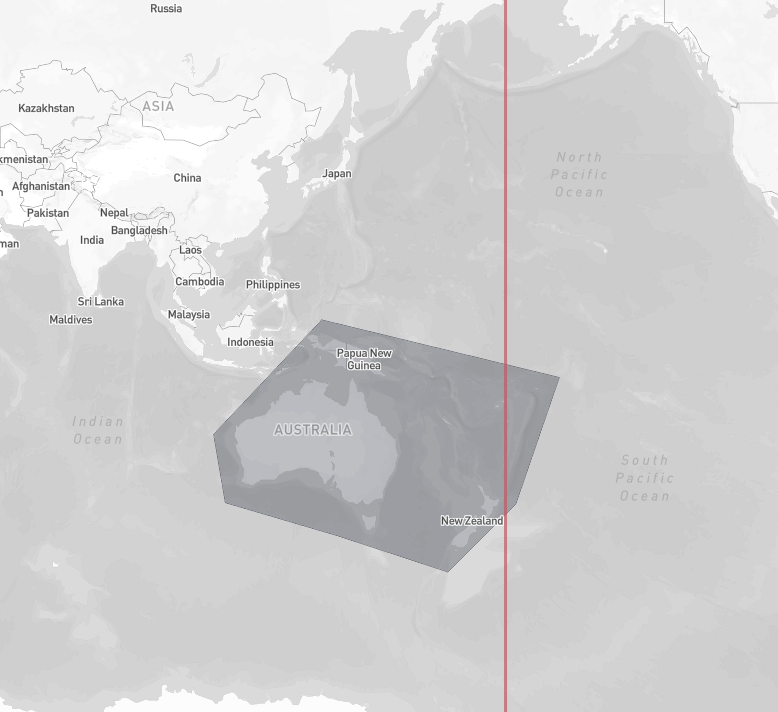 Russia
Kazakhstan
ASIA
kmenistan
North
Pacific
Ocean
Japan
China
Afghanistan
n
Pakistan
Nepal
Bangladesh
India
man
Laos
Cambodia
Philippines
Sri Lanka
Maldives
Malaysia
Indonesia
Papua New
Guinea
Indian
Ocean
AUSTRALIA
South
Pacific
Ocean
New Zealand